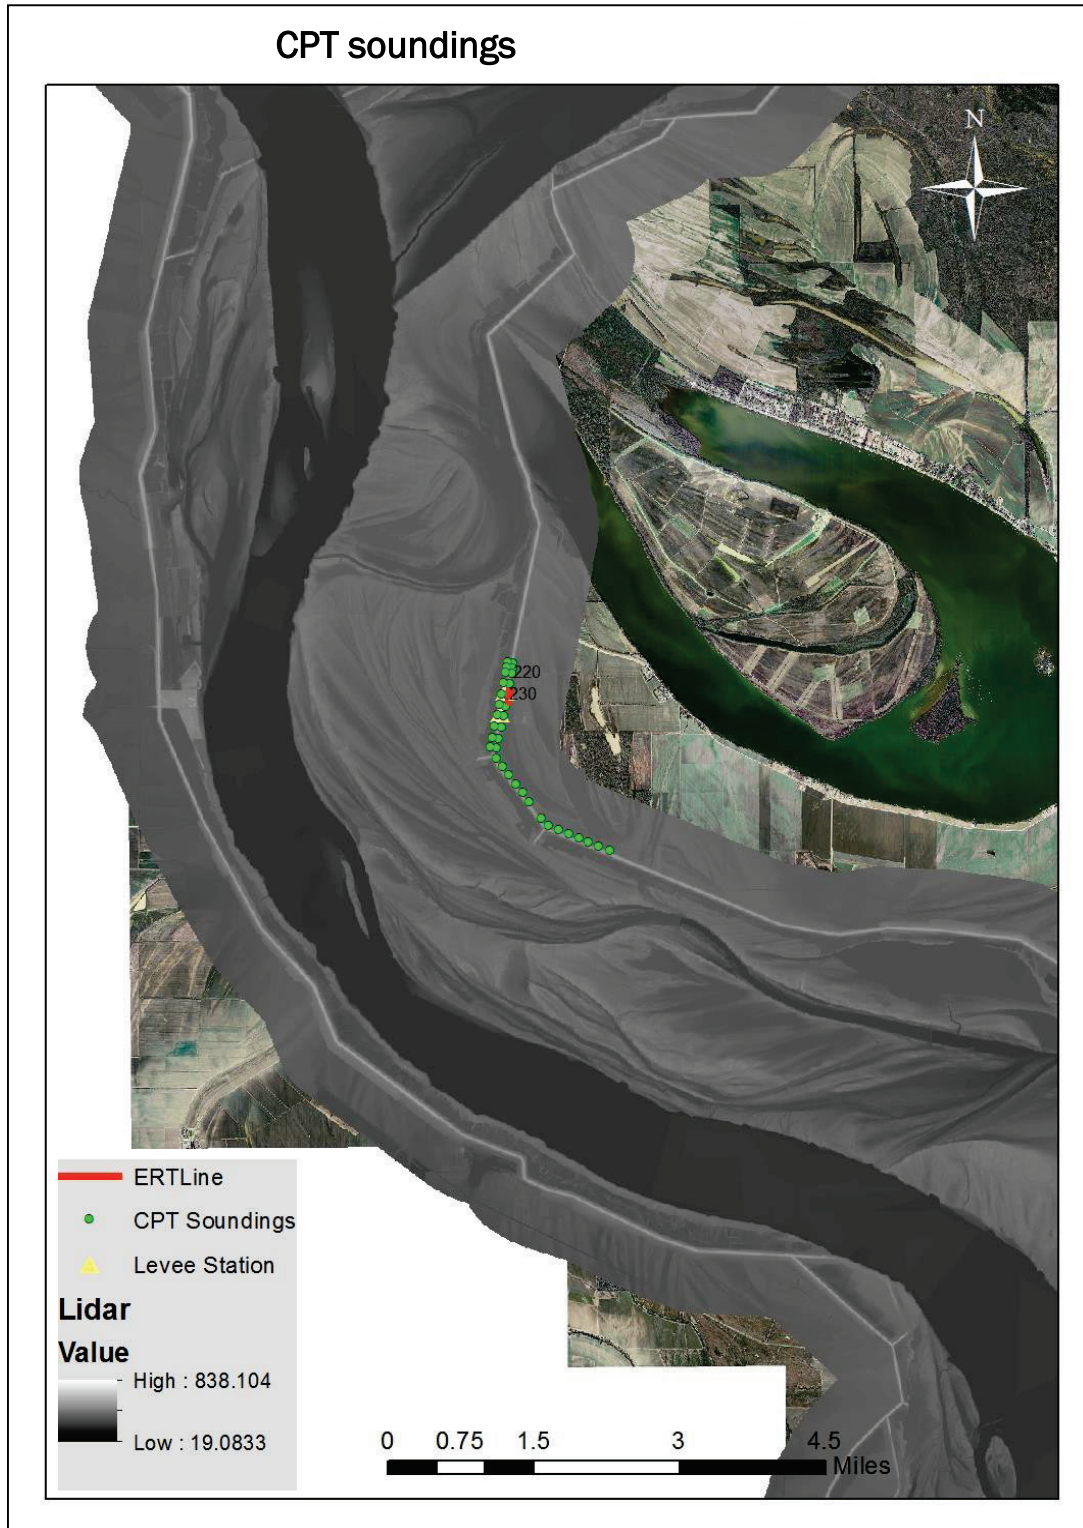 CPT soundings
N
220
230
ERTLine
CPT Soundings
Levee Station
Lidar
Value
High : 838.104
Low : 19.0833
0 0.75 1.5 3 4.5
Miles